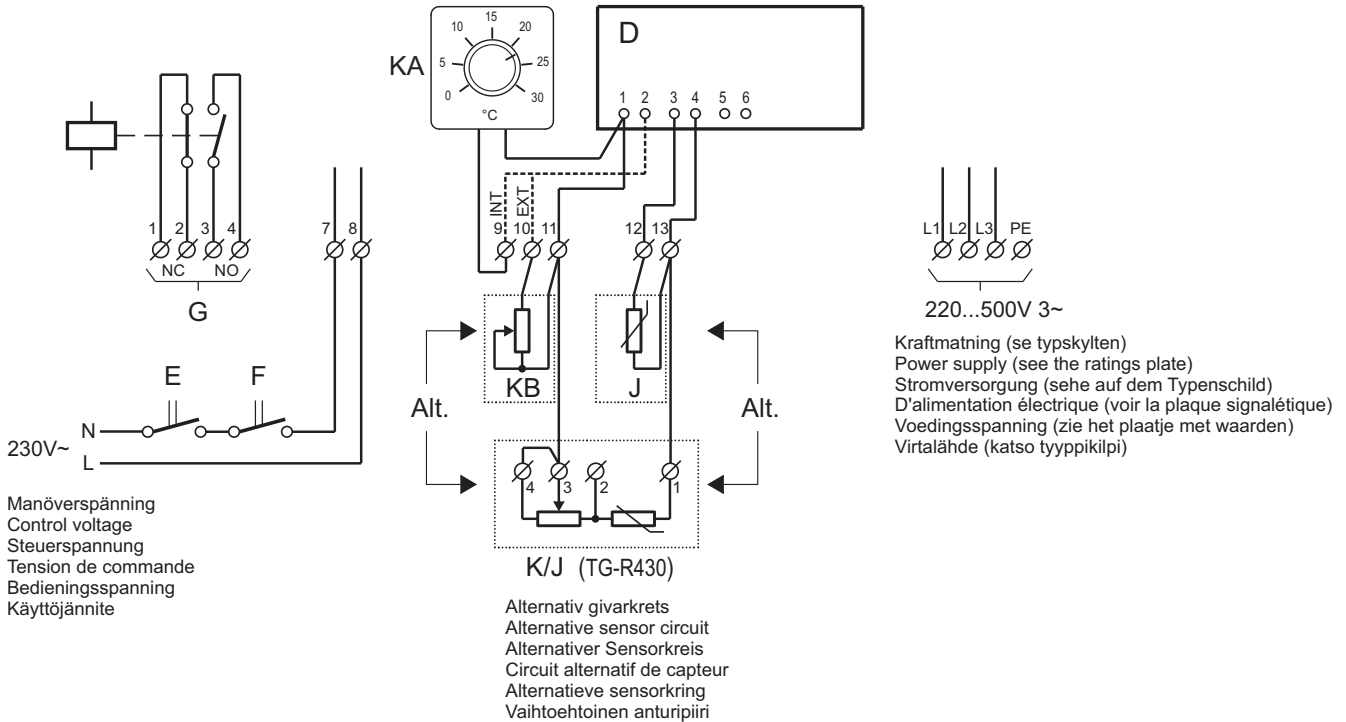 15
10 20
KA 5 25
0 30
°C
D
1 2 3 4 5 6
INT
EXT
1 2 3 4
NC NO
G
7 8
9 10 11
12 13
L1 L2 L3 PE
220...500V 3~
Kraftmatning (se typskylten)
Power supply (see the ratings plate)
Stromversorgung (sehe auf dem Typenschild)
D'alimentation électrique (voir la plaque signalétique)
Voedingsspanning (zie het plaatje met waarden)
Virtalähde (katso tyyppikilpi)
E F
N
230V~
L
Manöverspänning
Control voltage
Steuerspannung
Tension de commande
Bedieningsspanning
Käyttöjännite
KB J
Alt. Alt.
4 3 2 1
K/J (TG-R430)
Alternativ givarkrets
Alternative sensor circuit
Alternativer Sensorkreis
Circuit alternatif de capteur
Alternatieve sensorkring
Vaihtoehtoinen anturipiiri